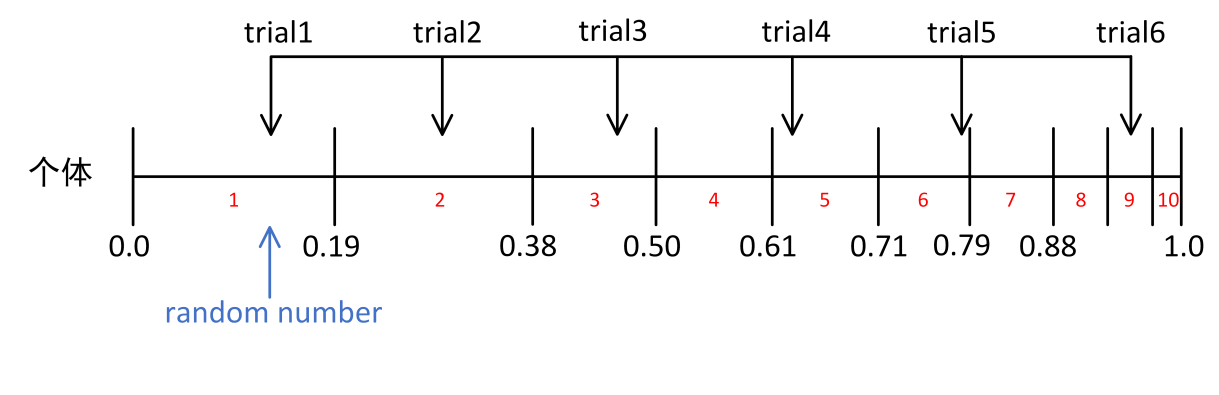 trial1 trial2 trial3 trial4 trial5 trial6
个体
1 2 3 4 5 6 7 8 9 10
0.0 0.19 0.38 0.50 0.61 0.71 0.79 0.88 1.0
random number